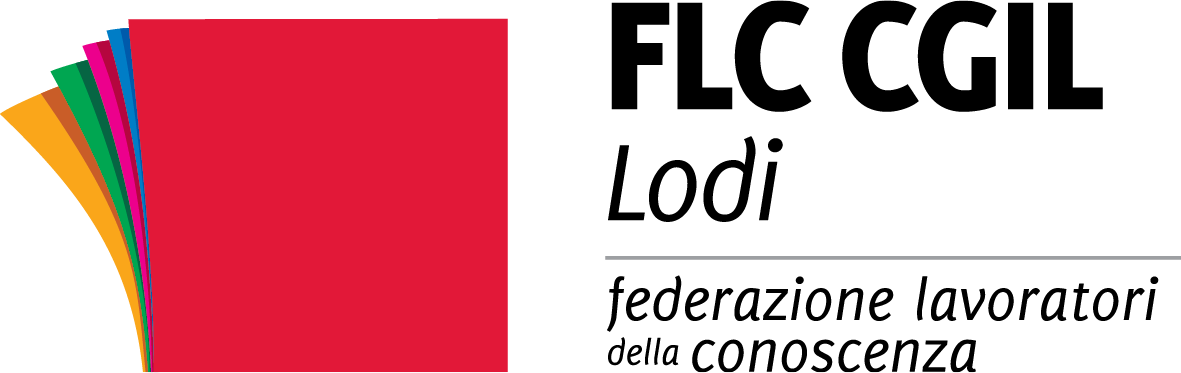 FLC CGIL
Lodi
federazione lavoratori
della conoscenza